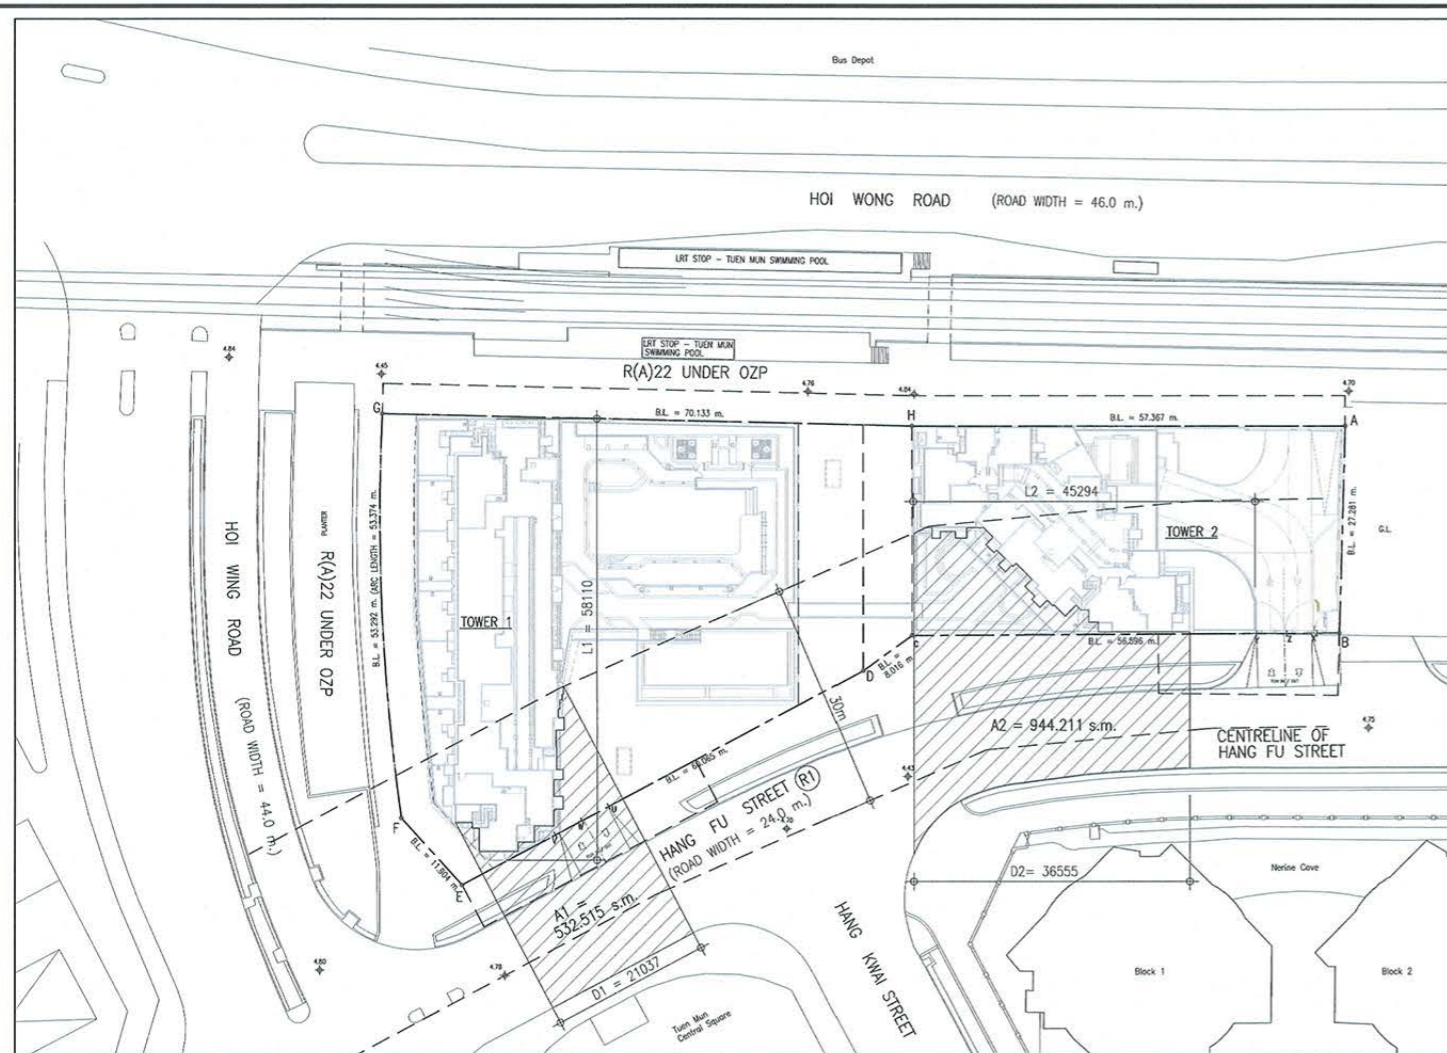 Bus Depot
HOI WONG ROAD (ROAD WIDTH = 46.0 m.)
LRT STOP - TUEN MUN SWIMMING POOL
LRT STOP - TUEN MUN
SWIMMING POOL
R(A)22 UNDER OZP
4.84
4.45
4.76
4.84
4.70
G
B.L. = 70.133 m.
H
B.L. = 57.367 m.
A
L2 = 45294
TOWER 2
B.L. = 27.281 m.
G.L.
HOI WING ROAD
(ROAD WIDTH = 44.0 m.)
PLANTER
R(A)22 UNDER OZP
B.L. = 53.292 m. (ARC LENGTH = 53.374 m.)
TOWER 1
L1 = 58110
C
B.L. = 56.596 m.
Z
B
D
B.L. =
8.016 m.
30m
A2 = 944.211 s.m.
CENTRELINE OF
HANG FU STREET
4.75
4.43
HANG FU STREET R1
(ROAD WIDTH = 24.0 m.)
F
B.L. = 11.904 m.
E
A1 =
532.515 s.m.
D1 = 21037
D2= 36555
HANG KWAI STREET
Nerine Cove
Block 1
Block 2
4.80
4.78
Tuen Mun
Central Square